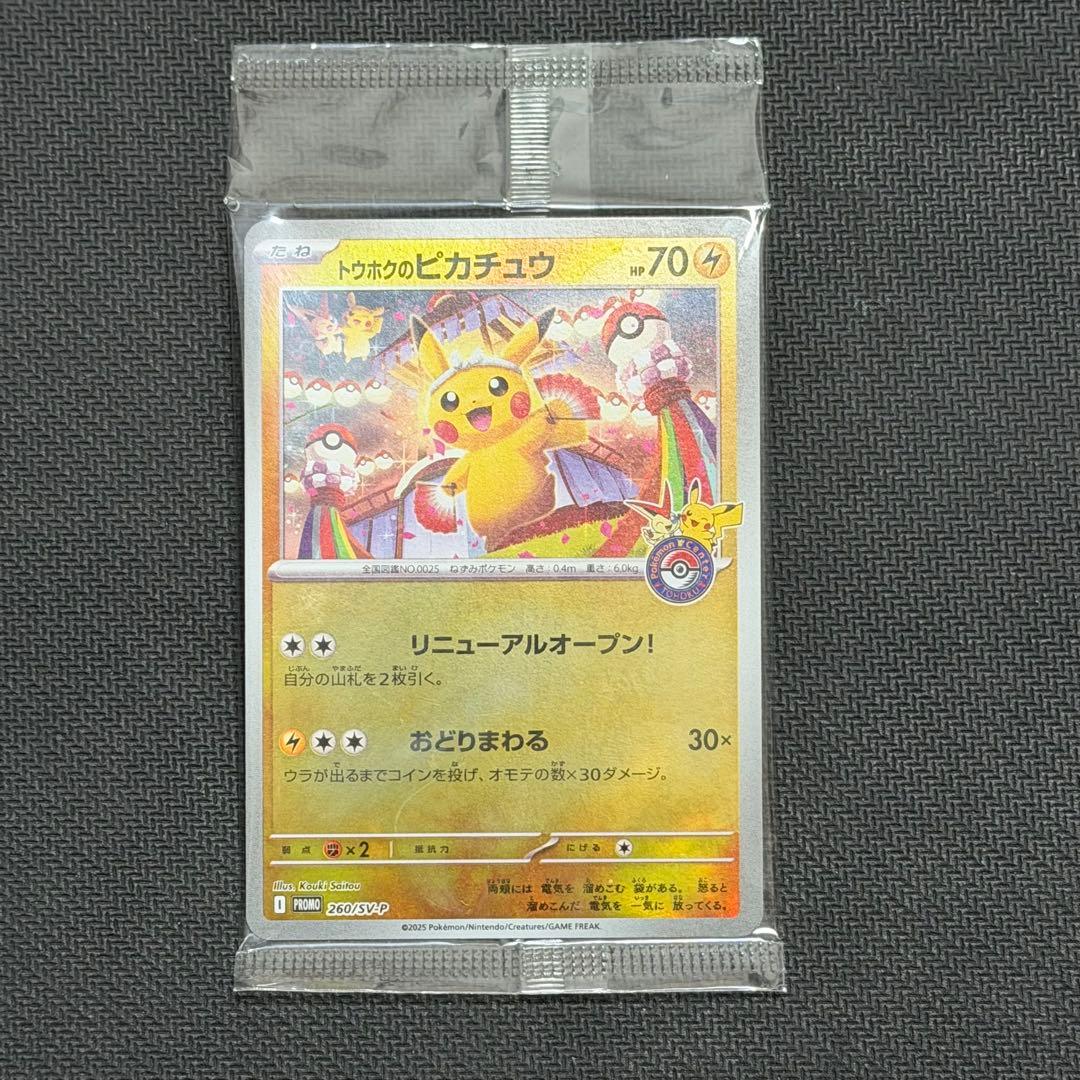 たね
トウホクのピカチュウ
HP 70
Pokémon Center
TOHOKU
全国図鑑NO.0025 ねずみポケモン 高さ:0.4m 重さ:6.0kg
リニューアルオープン!
自分の山札を2枚引く。
おどりまわる 30×
ウラが出るまでコインを投げ、オモテの数×30ダメージ。
弱点 ×2 抵抗力 にげる
Illus. Kouki Saitou
両頬には 電気を 溜めこむ 袋がある。 怒ると
溜めこんだ 電気を 一気に 放ってくる。
I PROMO 260/SV-P
©2025 Pokémon/Nintendo/Creatures/GAME FREAK.